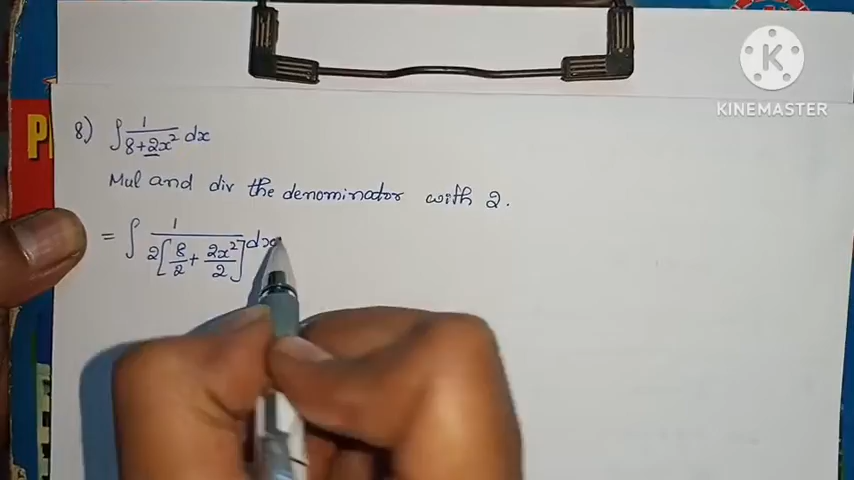 K
KINEMASTER
P
8) ∫ 1/(8+2x²) dx
Mul and div the denominator with 2.
= ∫ 1/(2[8/2 + 2x²/2]) dx